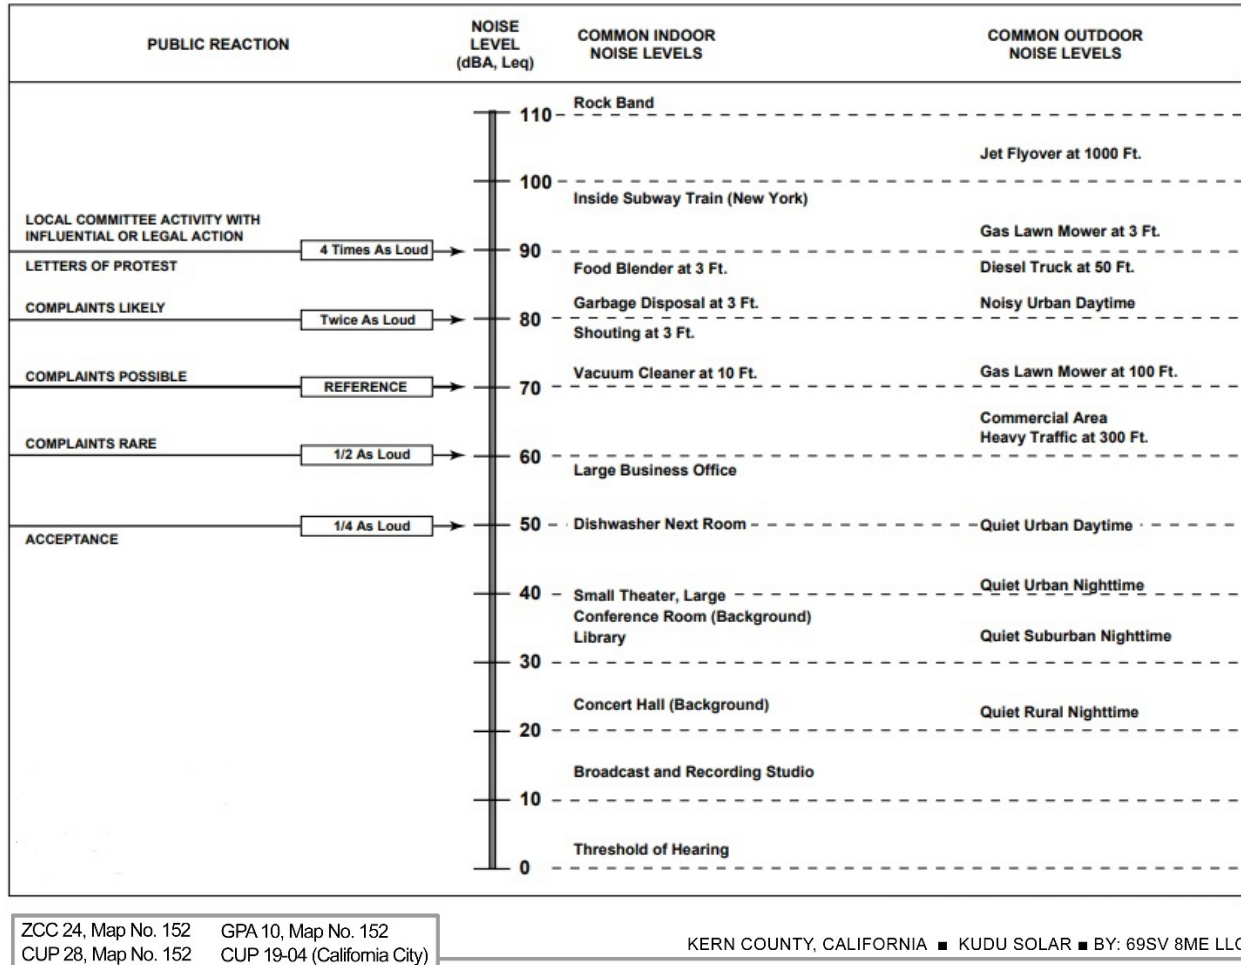 PUBLIC REACTION
NOISE
LEVEL
(dBA, Leq)
COMMON INDOOR
NOISE LEVELS
COMMON OUTDOOR
NOISE LEVELS
110
Rock Band
Jet Flyover at 1000 Ft.
100
Inside Subway Train (New York)
LOCAL COMMITTEE ACTIVITY WITH
INFLUENTIAL OR LEGAL ACTION
Gas Lawn Mower at 3 Ft.
4 Times As Loud
90
LETTERS OF PROTEST
Food Blender at 3 Ft.
Diesel Truck at 50 Ft.
COMPLAINTS LIKELY
Garbage Disposal at 3 Ft.
Noisy Urban Daytime
Twice As Loud
80
Shouting at 3 Ft.
COMPLAINTS POSSIBLE
Vacuum Cleaner at 10 Ft.
Gas Lawn Mower at 100 Ft.
REFERENCE
70
Commercial Area
Heavy Traffic at 300 Ft.
COMPLAINTS RARE
1/2 As Loud
60
Large Business Office
1/4 As Loud
50
Dishwasher Next Room
Quiet Urban Daytime
ACCEPTANCE
Quiet Urban Nighttime
40
Small Theater, Large
Conference Room (Background)
Library
Quiet Suburban Nighttime
30
Concert Hall (Background)
Quiet Rural Nighttime
20
Broadcast and Recording Studio
10
Threshold of Hearing
0
ZCC 24, Map No. 152 GPA 10, Map No. 152
CUP 28, Map No. 152 CUP 19-04 (California City)
KERN COUNTY, CALIFORNIA ■ KUDU SOLAR ■ BY: 69SV 8ME LLC